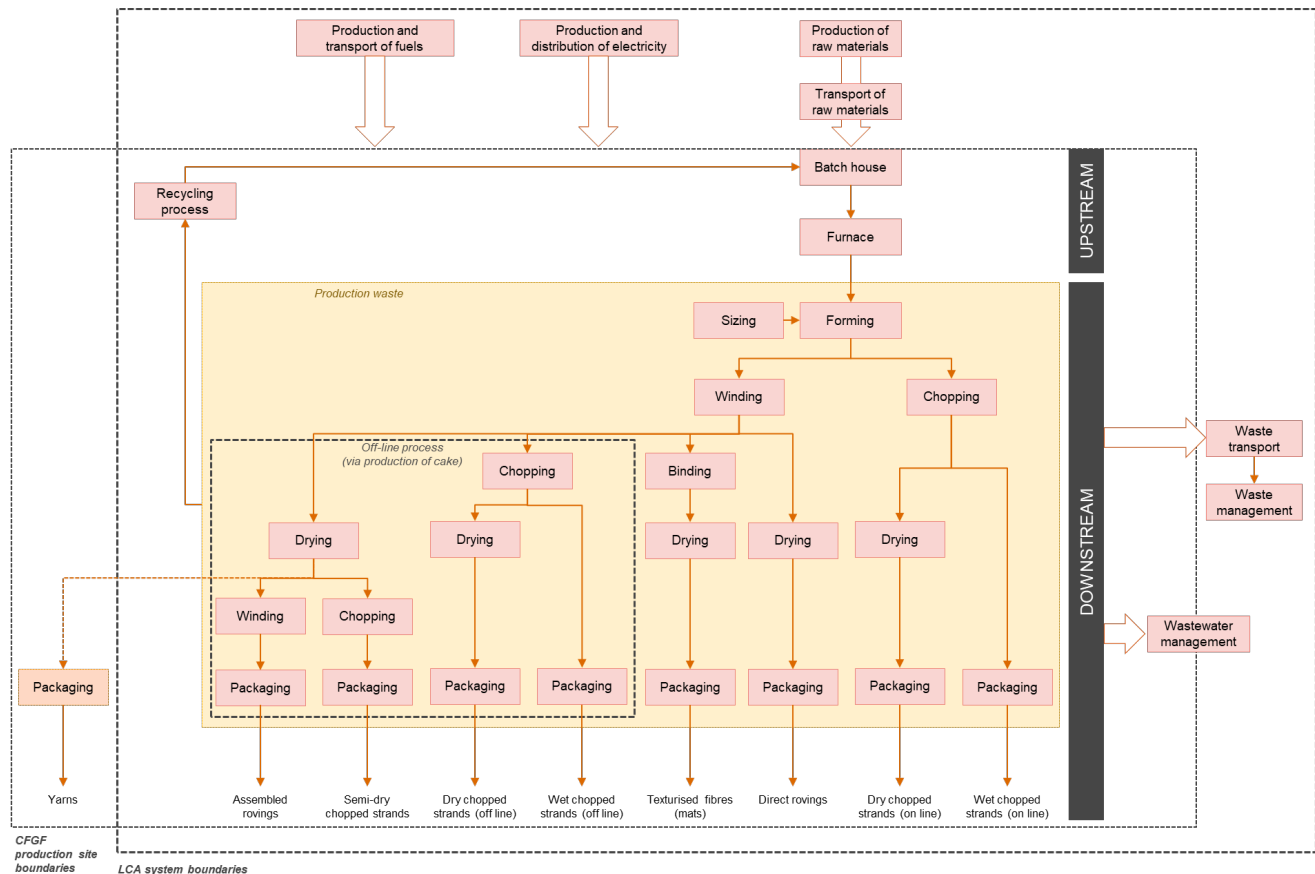 Production and
transport of fuels
Production and
distribution of electricity
Production of
raw materials
Transport of
raw materials
Batch house
UPSTREAM
Recycling
process
Furnace
Production waste
Sizing
Forming
Winding
Chopping
Off-line process
(via production of cake)
Chopping
Binding
Waste
transport
Waste
management
DOWNSTREAM
Drying
Drying
Drying
Drying
Drying
Winding
Chopping
Wastewater
management
Packaging
Packaging
Packaging
Packaging
Packaging
Packaging
Packaging
Packaging
Packaging
Yarns
Assembled
rovings
Semi-dry
chopped strands
Dry chopped
strands (off line)
Wet chopped
strands (off line)
Texturised fibres
(mats)
Direct rovings
Dry chopped
strands (on line)
Wet chopped
strands (on line)
CFGF
production site
boundaries
LCA system boundaries